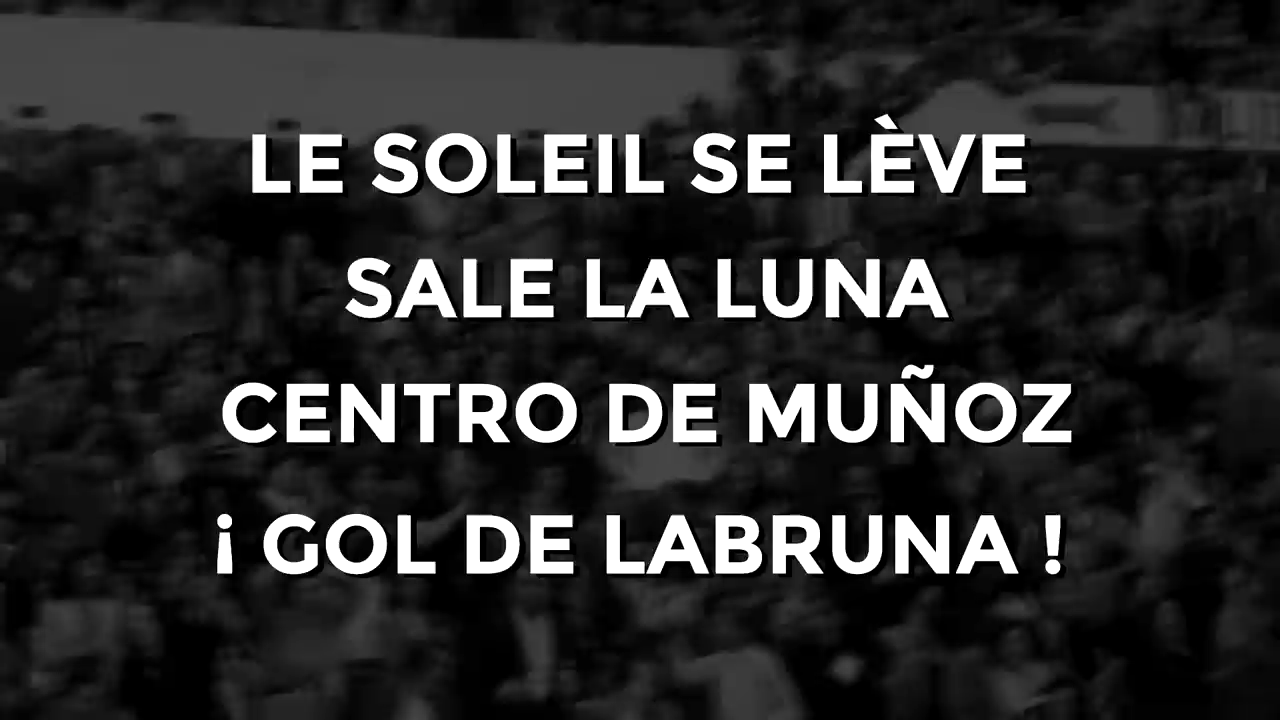 LE SOLEIL SE LÈVE
SALE LA LUNA
CENTRO DE MUÑOZ
¡ GOL DE LABRUNA !